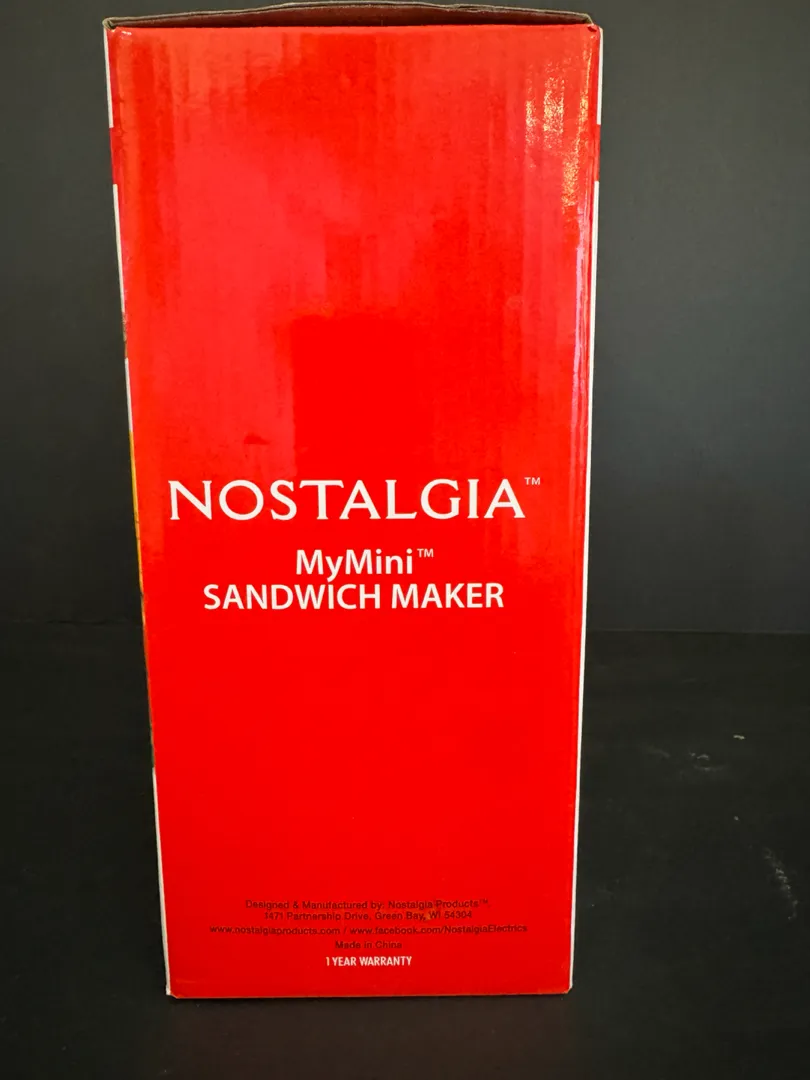 NOSTALGIA™
MyMini™
SANDWICH MAKER
Designed & Manufactured by: Nostalgia Products™
1471 Partnership Drive, Green Bay, WI 54304
www.nostalgiaproducts.com / www.facebook.com/NostalgiaElectrics
Made in China
1 YEAR WARRANTY